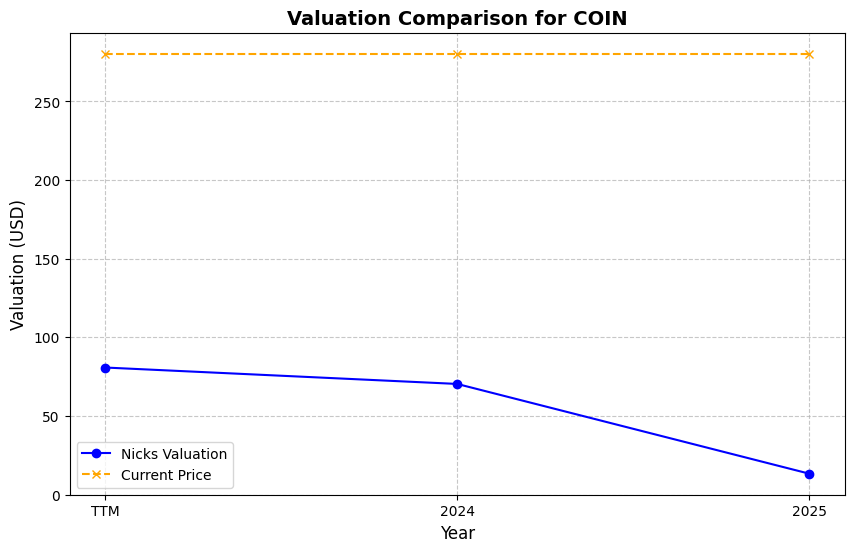 Valuation Comparison for COIN
Valuation (USD)
250
200
150
100
50
0
Nicks Valuation
Current Price
TTM
2024
2025
Year